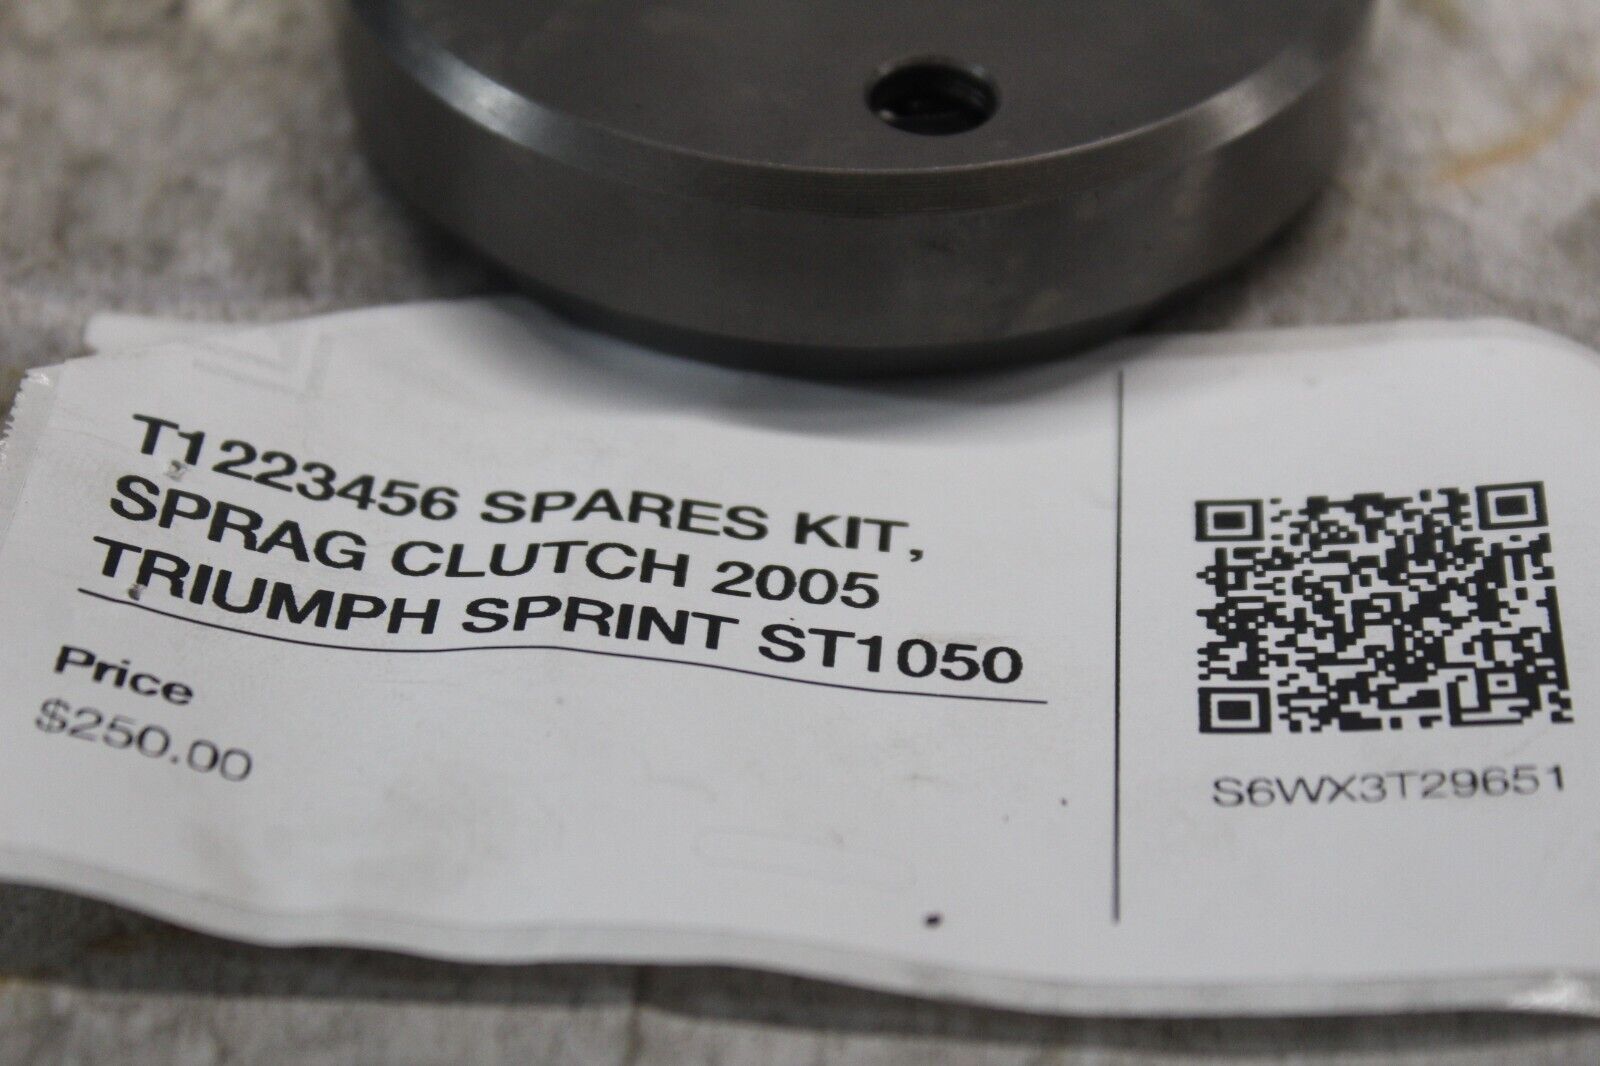 T1223456 SPARES KIT,
SPRAG CLUTCH 2005
TRIUMPH SPRINT ST1050
Price
$250.00
S6WX3T29651